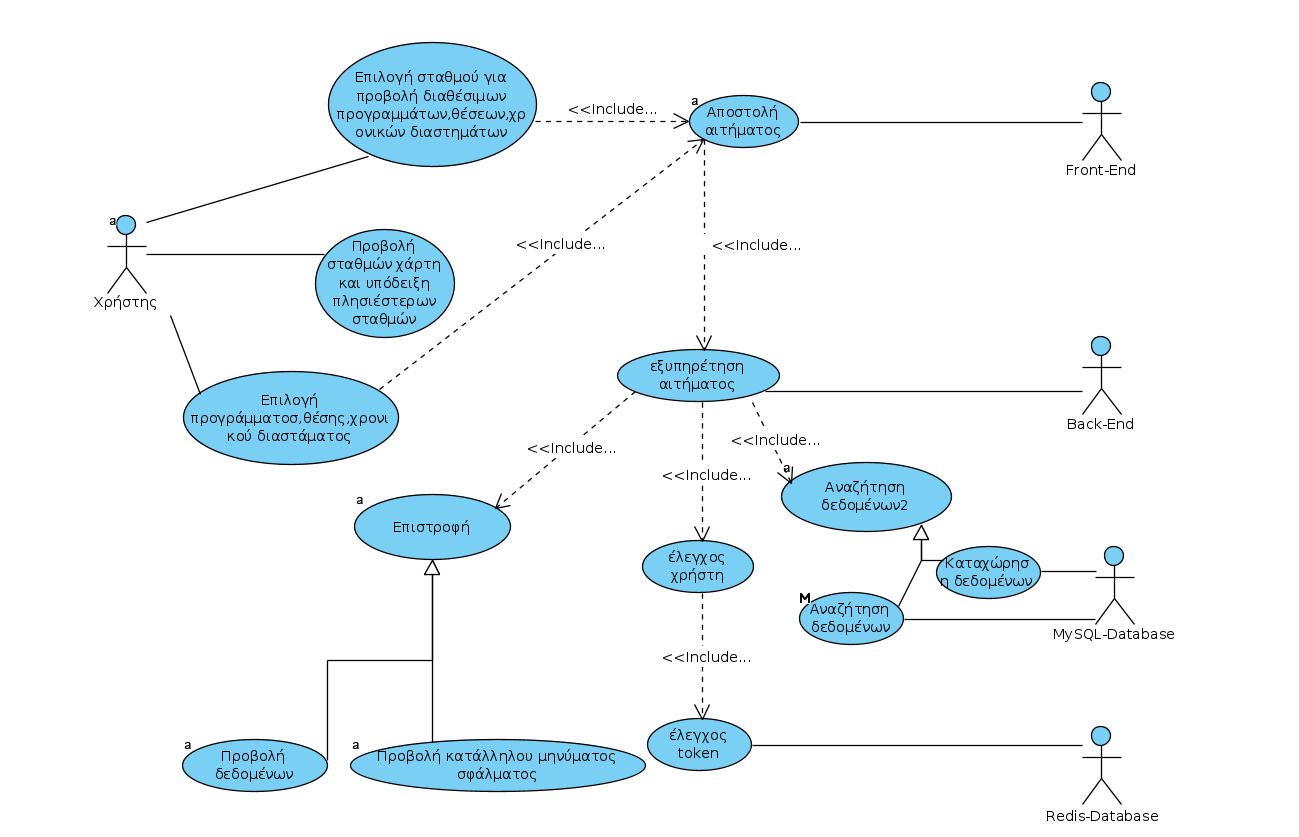 Επιλογή σταθμού για
προβολή διαθέσιμων
προγραμμάτων,θέσεων,χρ
ονικών διαστημάτων
<<Include...
a
Αποστολή
αιτήματος
Front-End
a
Χρήστης
Προβολή
σταθμών χάρτη
και υπόδειξη
πλησιέστερων
σταθμών
<<Include...
<<Include...
Επιλογή
προγράμματοσ,θέσης,χρονι
κού διαστάματος
εξυπηρέτηση
αιτήματος
Back-End
<<Include...
<<Include...
<<Include...
a
Επιστροφή
a
Αναζήτηση
δεδομένων2
έλεγχος
χρήστη
Καταχώρησ
η δεδομένων
M
Αναζήτηση
δεδομένων
MySQL-Database
<<Include...
a
Προβολή
δεδομένων
a
Προβολή κατάλληλου μηνύματος
σφάλματος
έλεγχος
token
Redis-Database